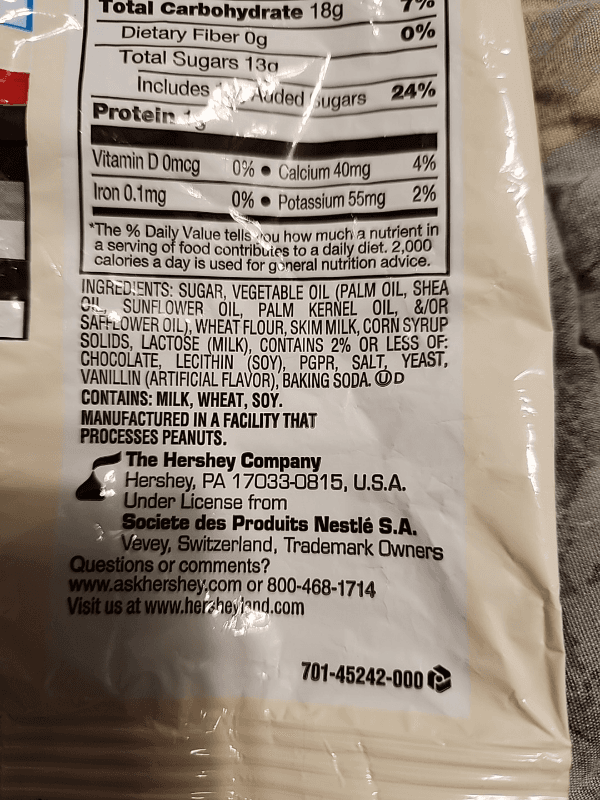 Total Carbohydrate 18g 7%
Dietary Fiber 0g 0%
Total Sugars 13g
Includes Added Sugars 24%
Protein 1g
Vitamin D 0mcg 0% • Calcium 40mg 4%
Iron 0.1mg 0% • Potassium 55mg 2%
*The % Daily Value tells you how much a nutrient in
a serving of food contributes to a daily diet. 2,000
calories a day is used for general nutrition advice.
INGREDIENTS: SUGAR, VEGETABLE OIL (PALM OIL, SHEA
OIL, SUNFLOWER OIL, PALM KERNEL OIL, &/OR
SAFFLOWER OIL), WHEAT FLOUR, SKIM MILK, CORN SYRUP
SOLIDS, LACTOSE (MILK), CONTAINS 2% OR LESS OF:
CHOCOLATE, LECITHIN (SOY), PGPR, SALT, YEAST,
VANILLIN (ARTIFICIAL FLAVOR), BAKING SODA. ⓊD
CONTAINS: MILK, WHEAT, SOY.
MANUFACTURED IN A FACILITY THAT
PROCESSES PEANUTS.
The Hershey Company
Hershey, PA 17033-0815, U.S.A.
Under License from
Societe des Produits Nestlé S.A.
Vevey, Switzerland, Trademark Owners
Questions or comments?
www.askhershey.com or 800-468-1714
Visit us at www.hersheyland.com
701-45242-000